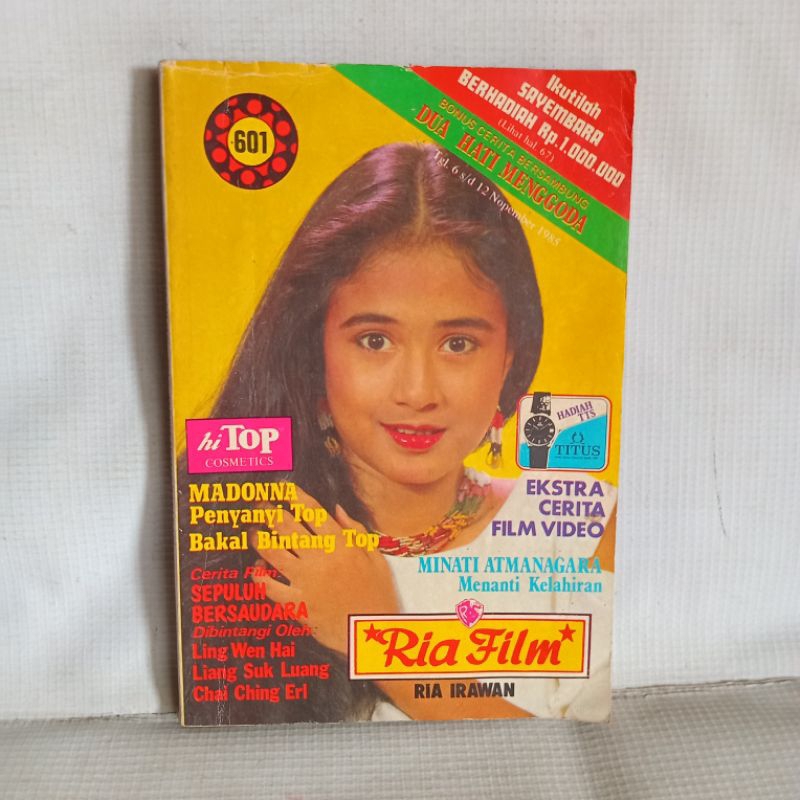 601
Ikutilah
SAYEMBARA
BERHADIAH Rp.1.000.000
(Lihat hal. 67)
BONUS CERITA BERSAMBUNG
DUA HATI MENGGODA
Tgl. 6 s/d 12 Nopember 1985
hi TOP
COSMETICS
HADIAH
TTS
TITUS
MADONNA
Penyanyi Top
Bakal Bintang Top
EKSTRA
CERITA
FILM VIDEO
MINATI ATMANAGARA
Menanti Kelahiran
Cerita Film:
SEPULUH
BERSAUDARA
Dibintangi Oleh:
Ling Wen Hai
Liang Suk Luang
Chai Ching Erl
Ria Film
RIA IRAWAN